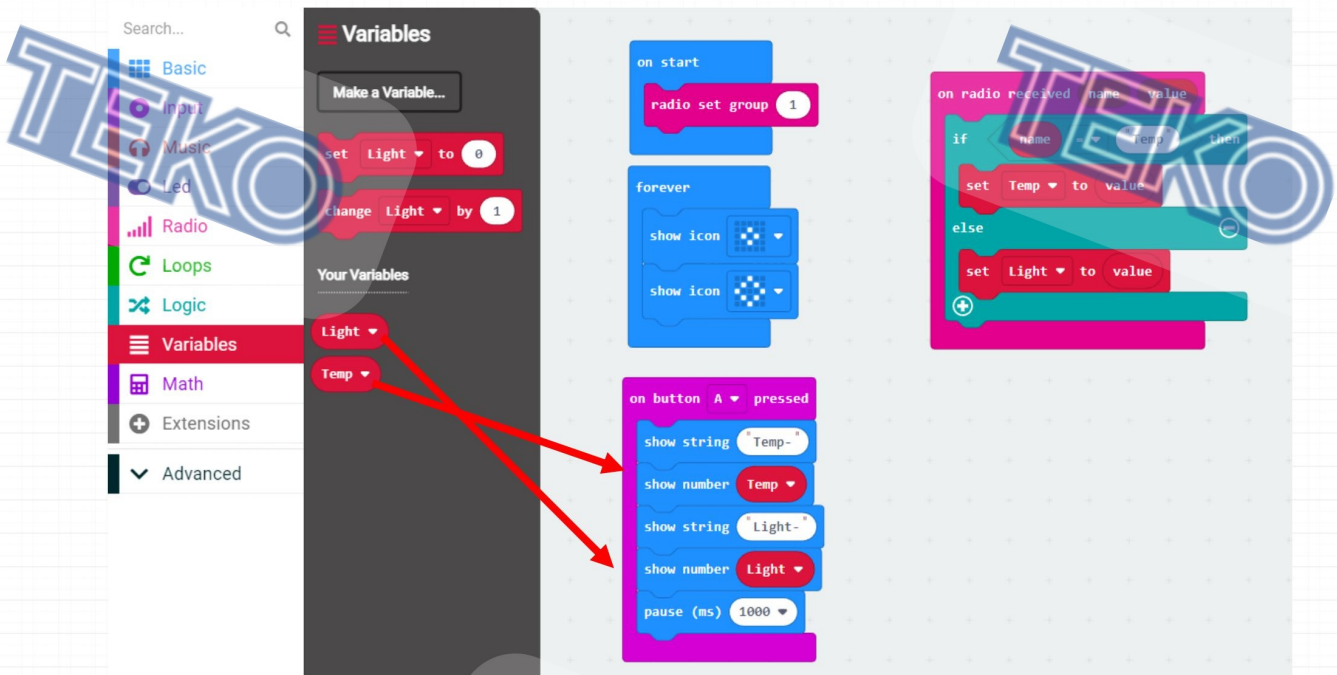 Search...
Basic
Input
Music
Led
Radio
Loops
Logic
Variables
Math
Extensions
Advanced
Variables
Make a Variable...
set Light to 0
change Light by 1
Your Variables
Light
Temp
on start
radio set group 1
forever
show icon
show icon
on button A pressed
show string "Temp-"
show number Temp
show string "Light-"
show number Light
pause (ms) 1000
on radio received name value
if name = "Temp" then
set Temp to value
else
set Light to value
TEKO
TEKO